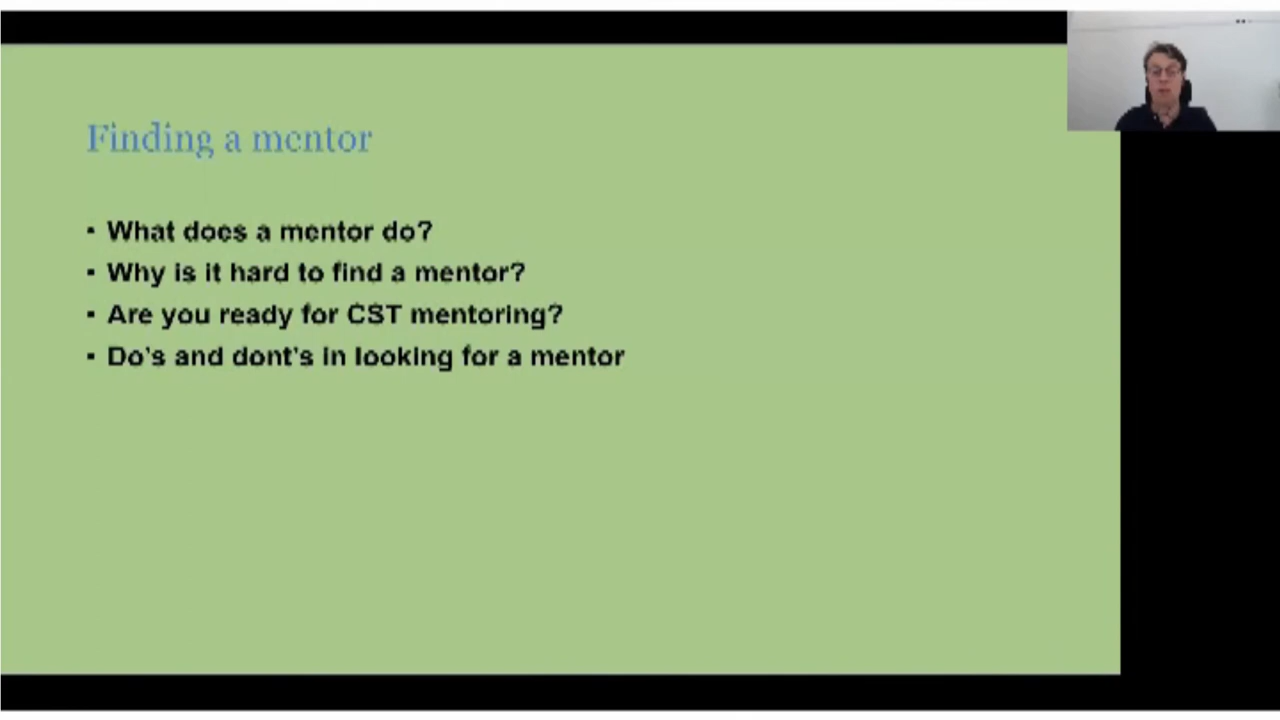 Finding a mentor
▪ What does a mentor do?
▪ Why is it hard to find a mentor?
▪ Are you ready for CST mentoring?
▪ Do's and dont's in looking for a mentor